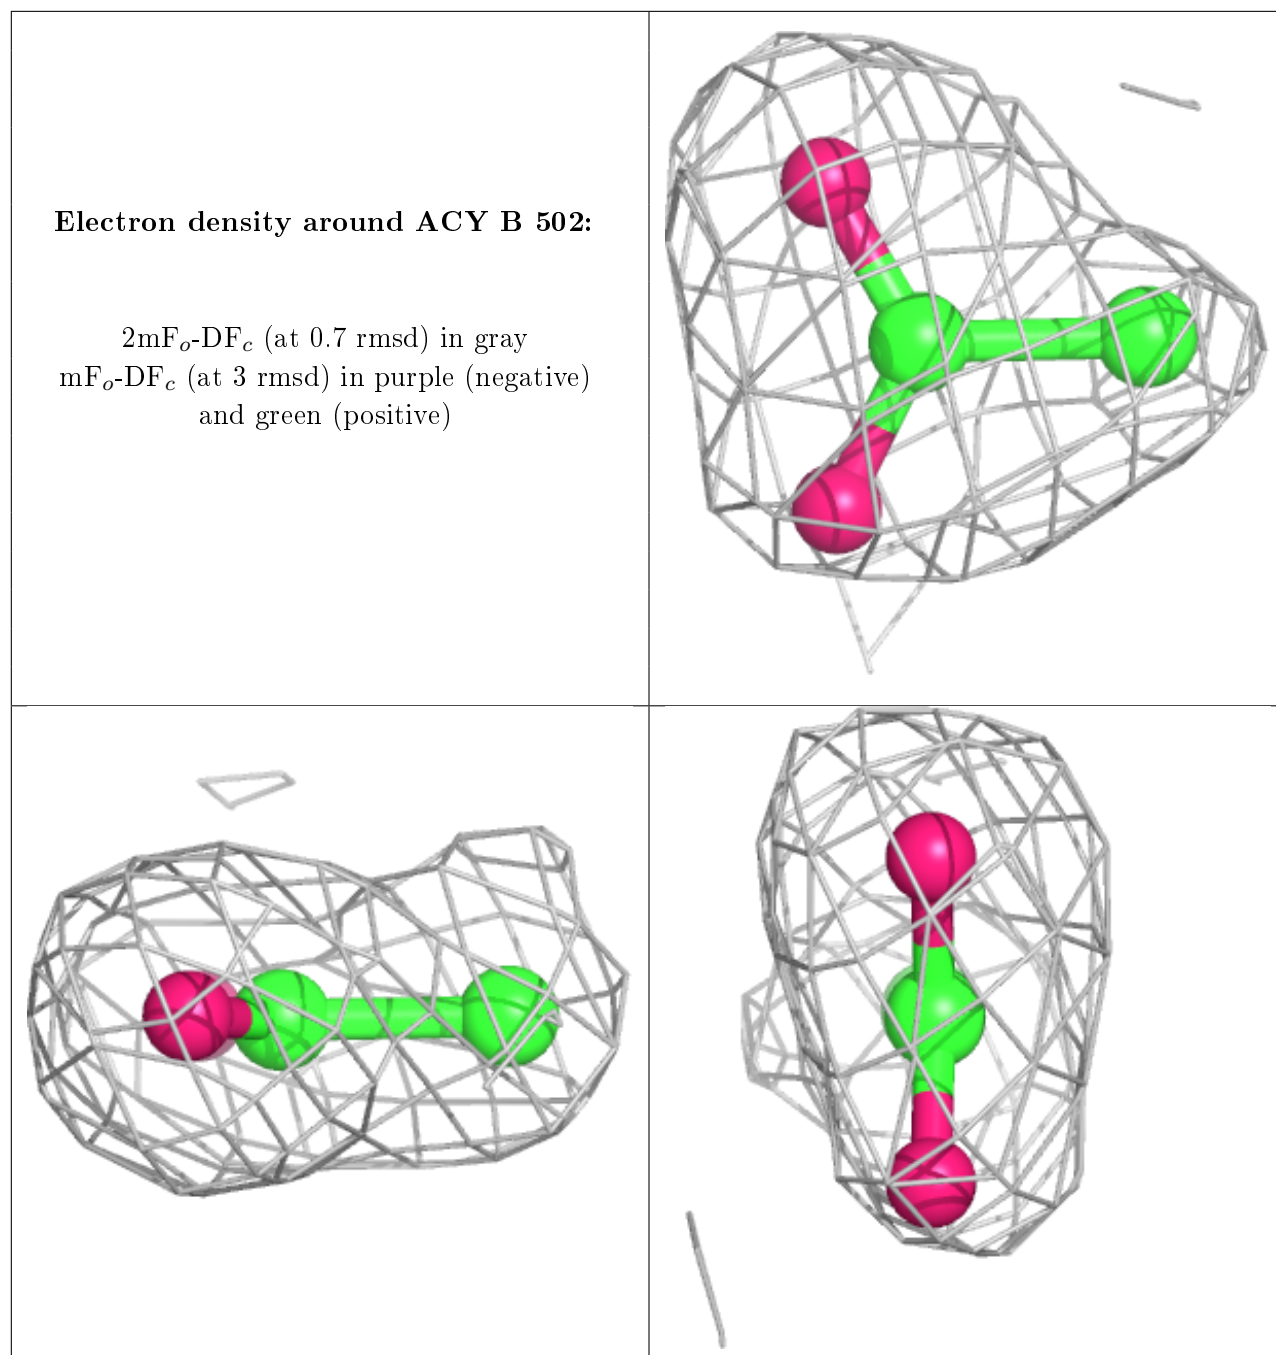 Electron density around ACY B 502:
2mFₒ-DF𝒸 (at 0.7 rmsd) in gray
mFₒ-DF𝒸 (at 3 rmsd) in purple (negative)
and green (positive)